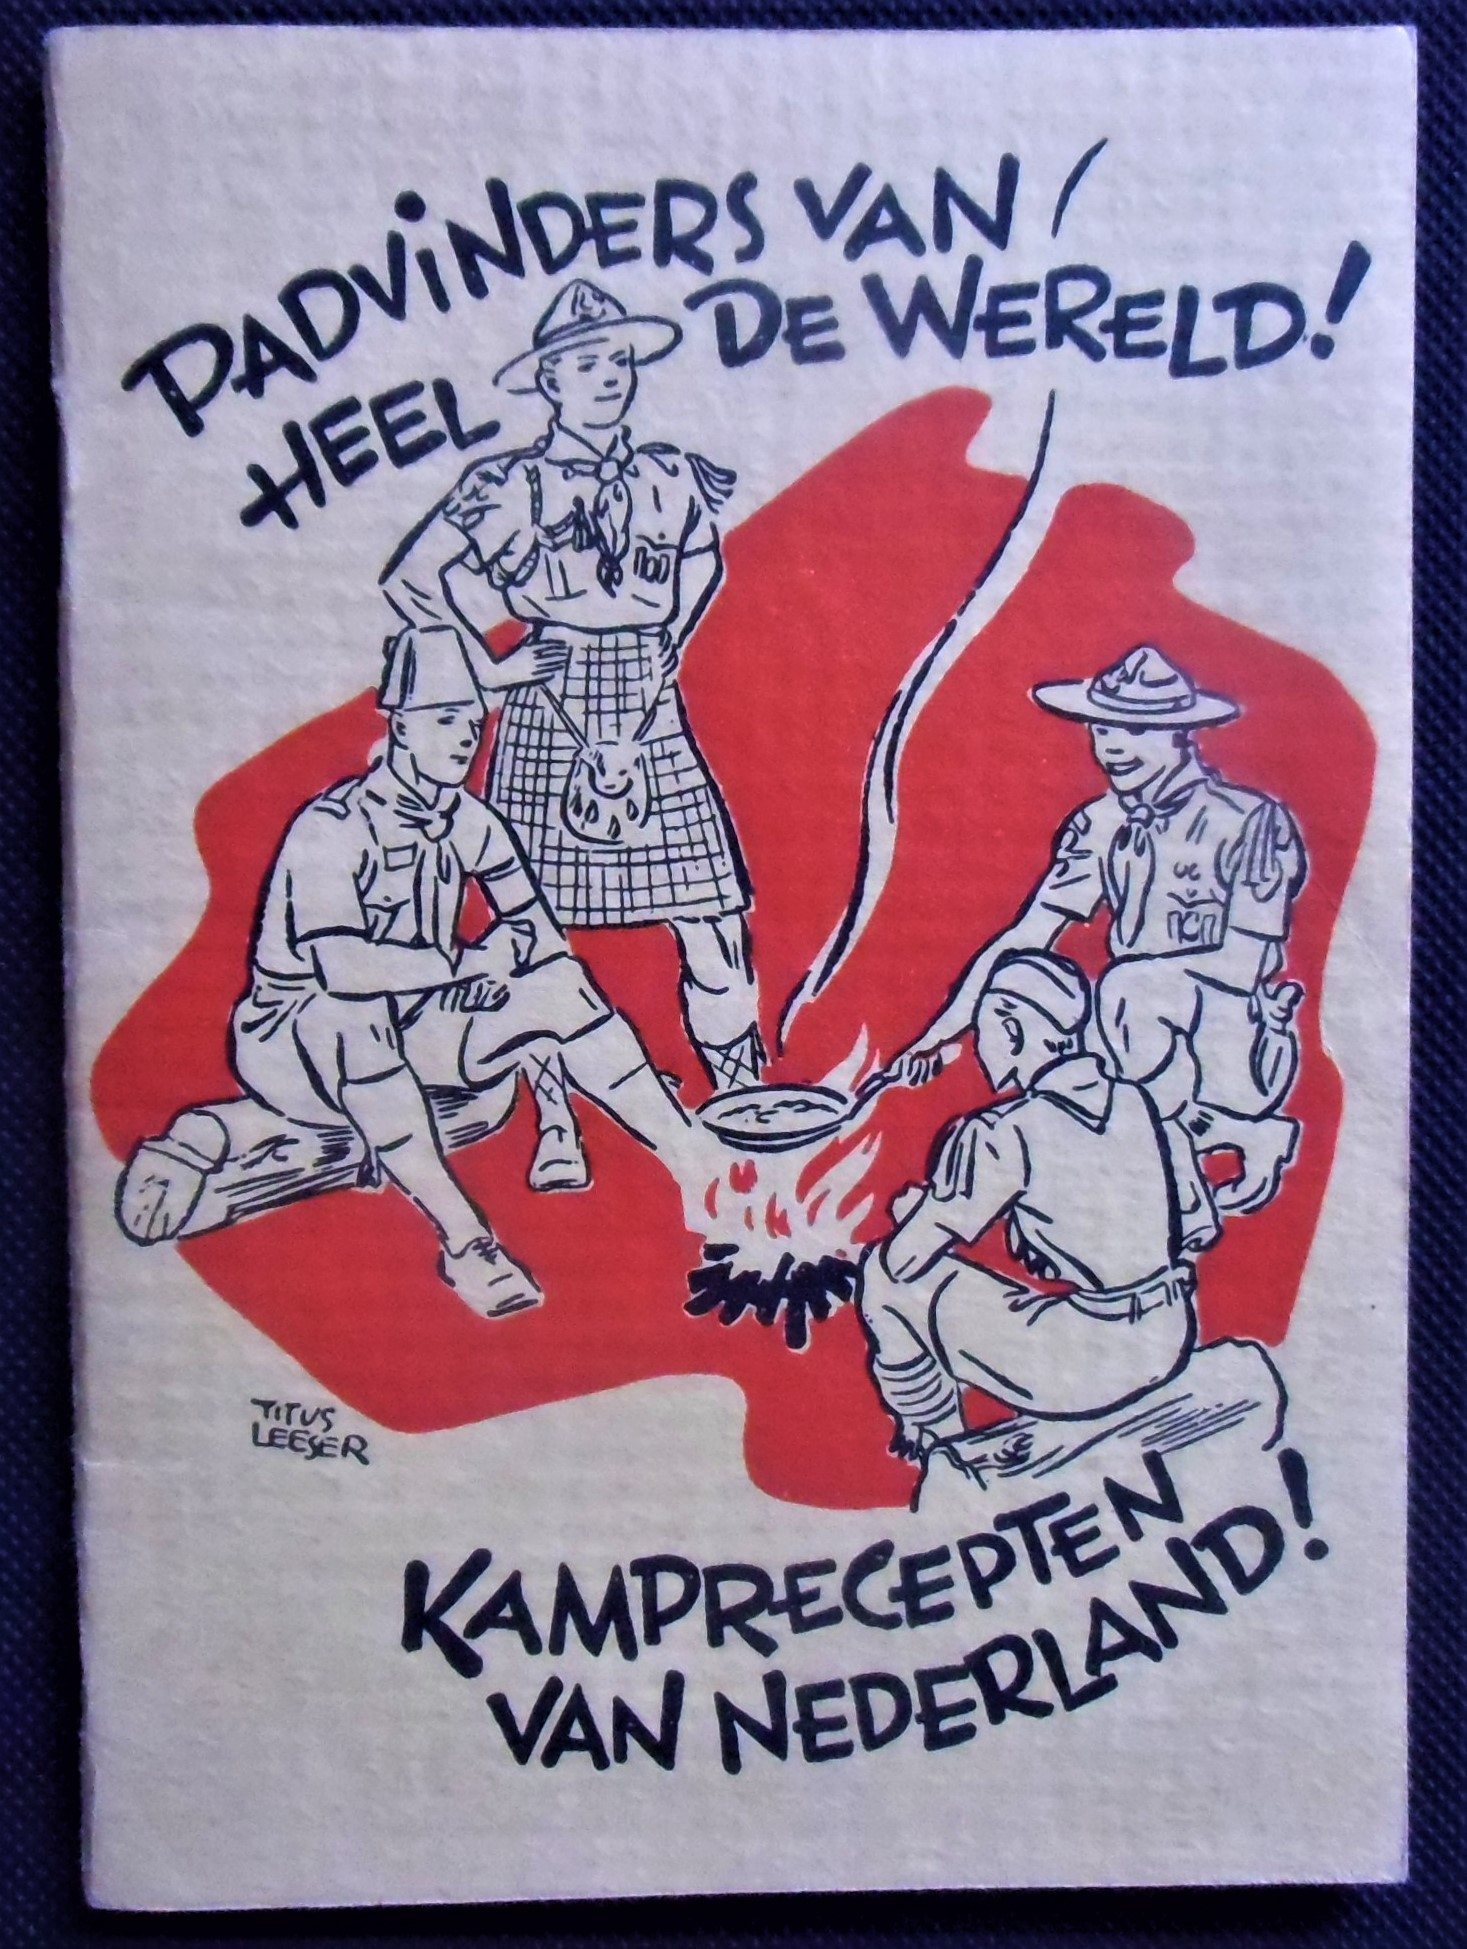 PADVINDERS VAN
HEEL DE WERELD!
TITUS
LEESER
KAMPRECEPTEN
VAN NEDERLAND!